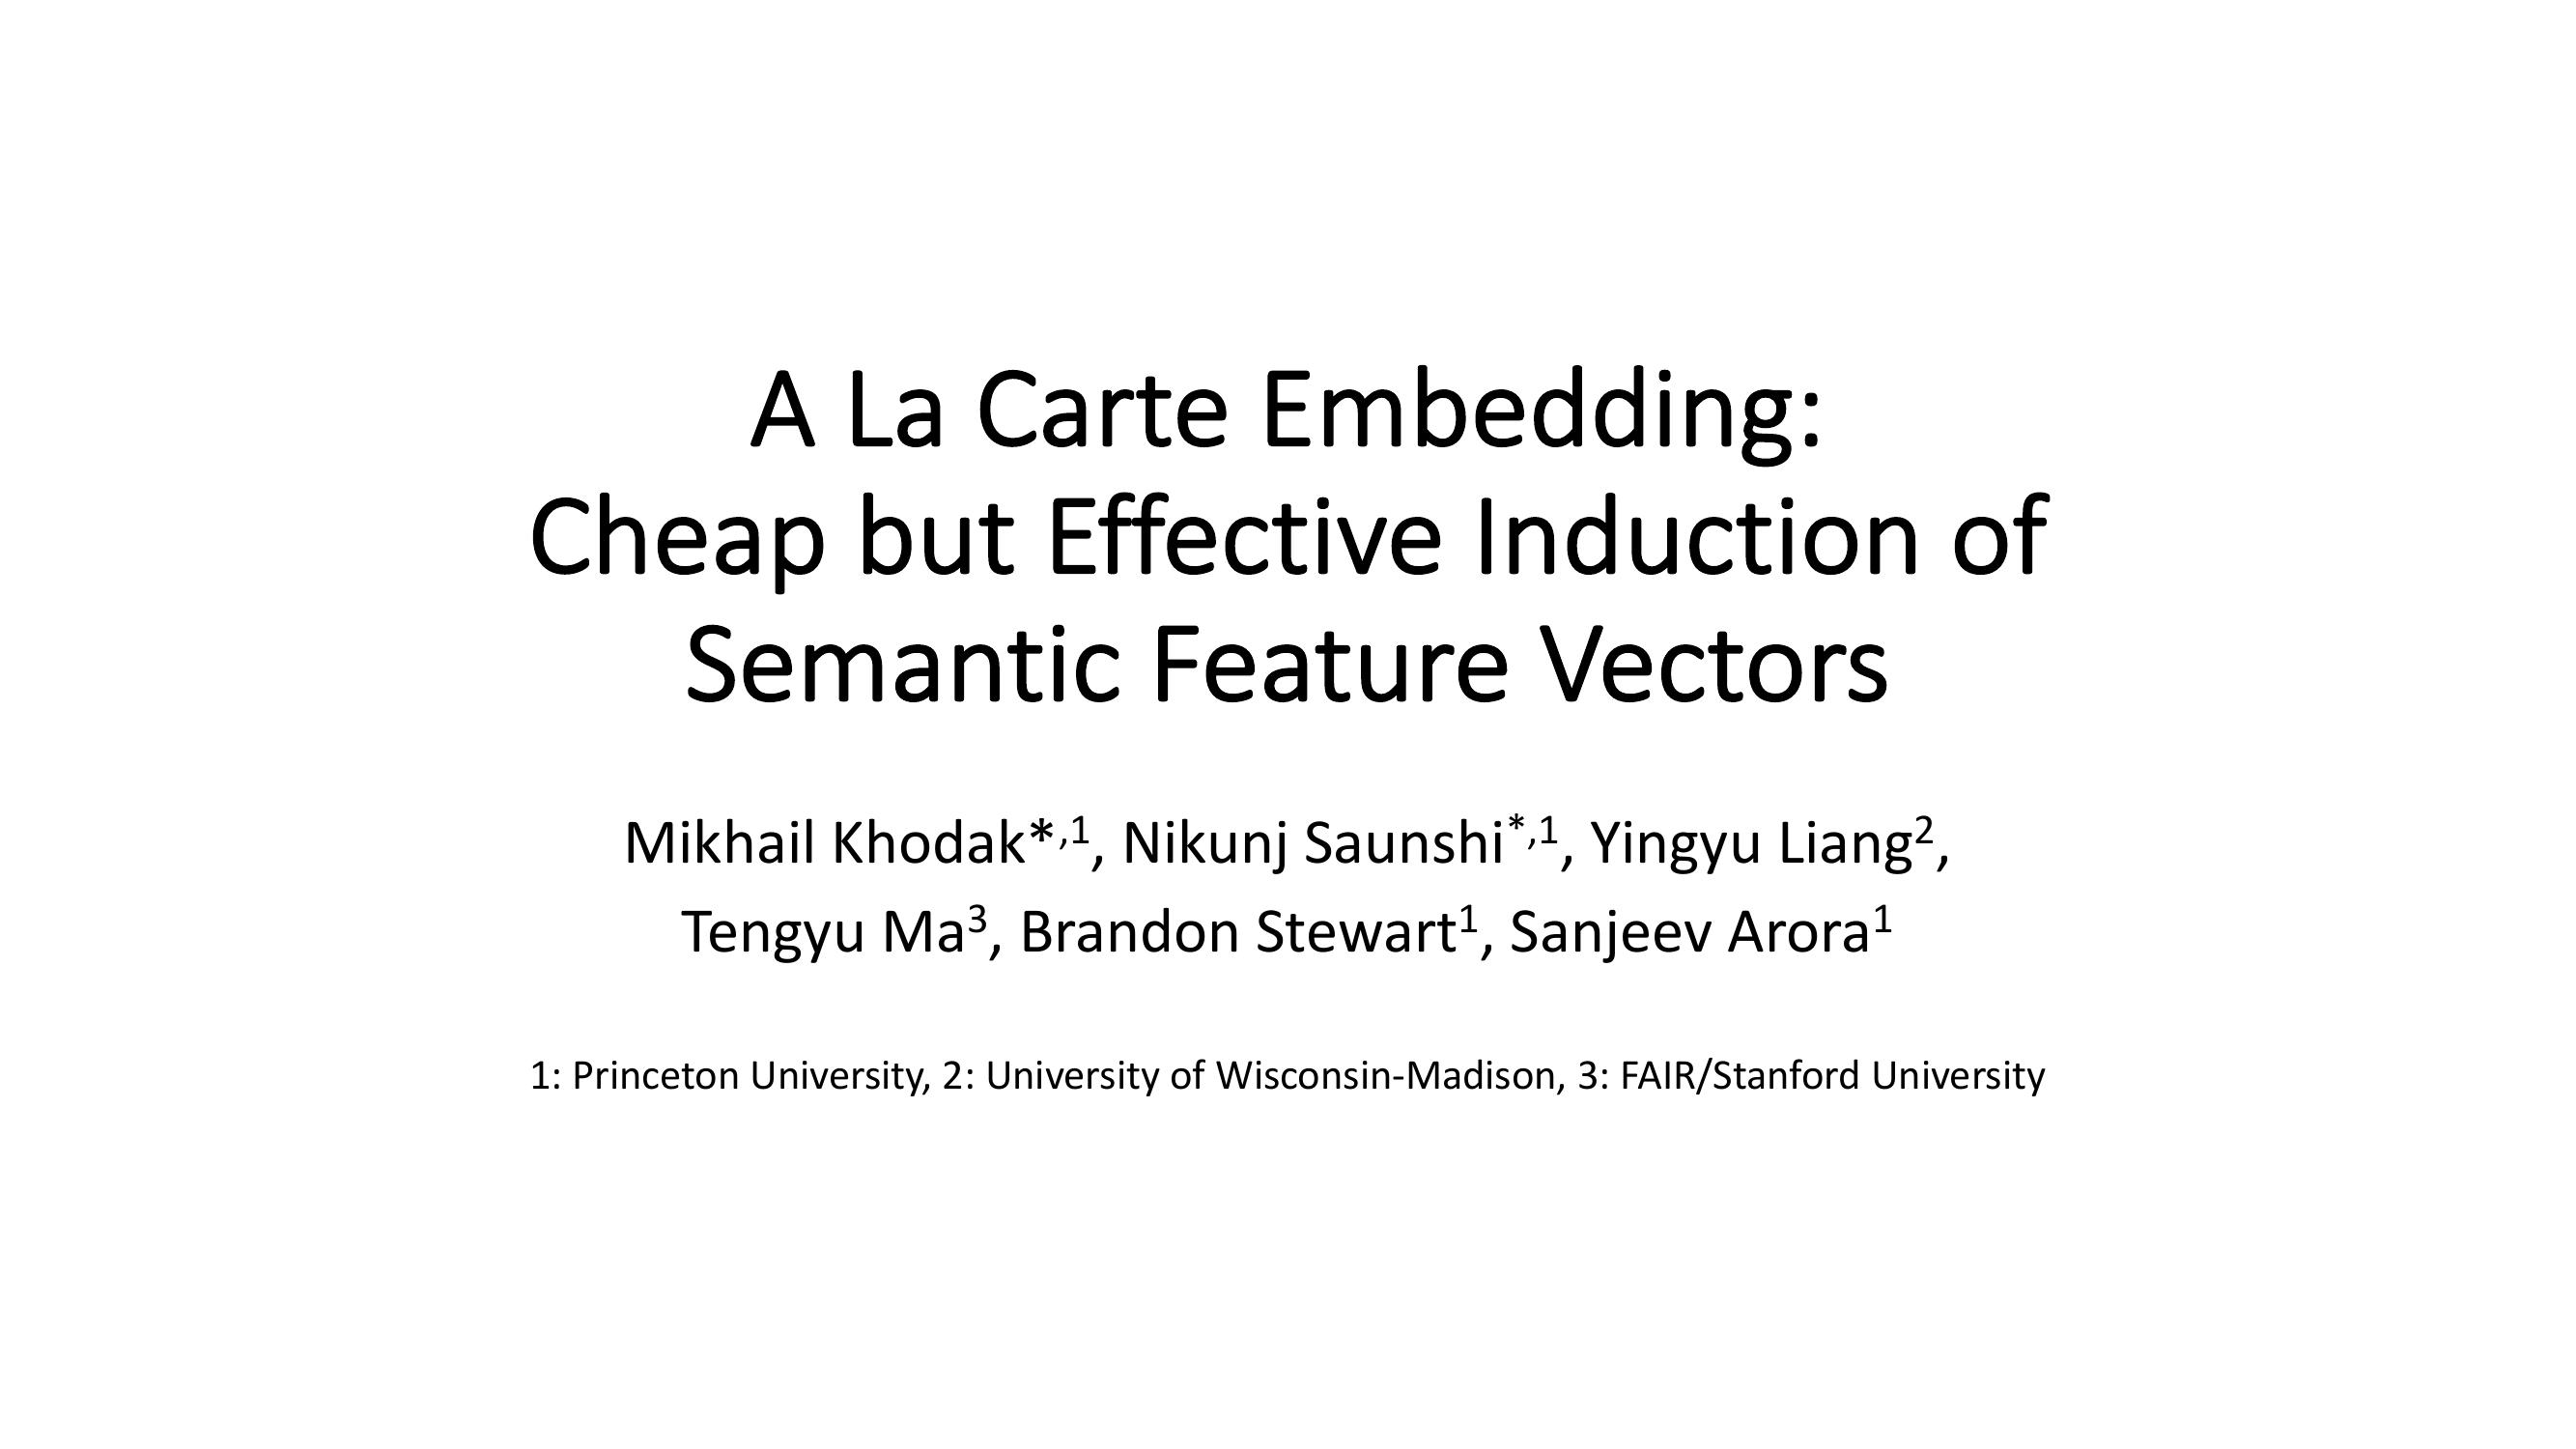 A La Carte Embedding:
Cheap but Effective Induction of
Semantic Feature Vectors
Mikhail Khodak*,1, Nikunj Saunshi*,1, Yingyu Liang2,
Tengyu Ma3, Brandon Stewart1, Sanjeev Arora1
1: Princeton University, 2: University of Wisconsin-Madison, 3: FAIR/Stanford University